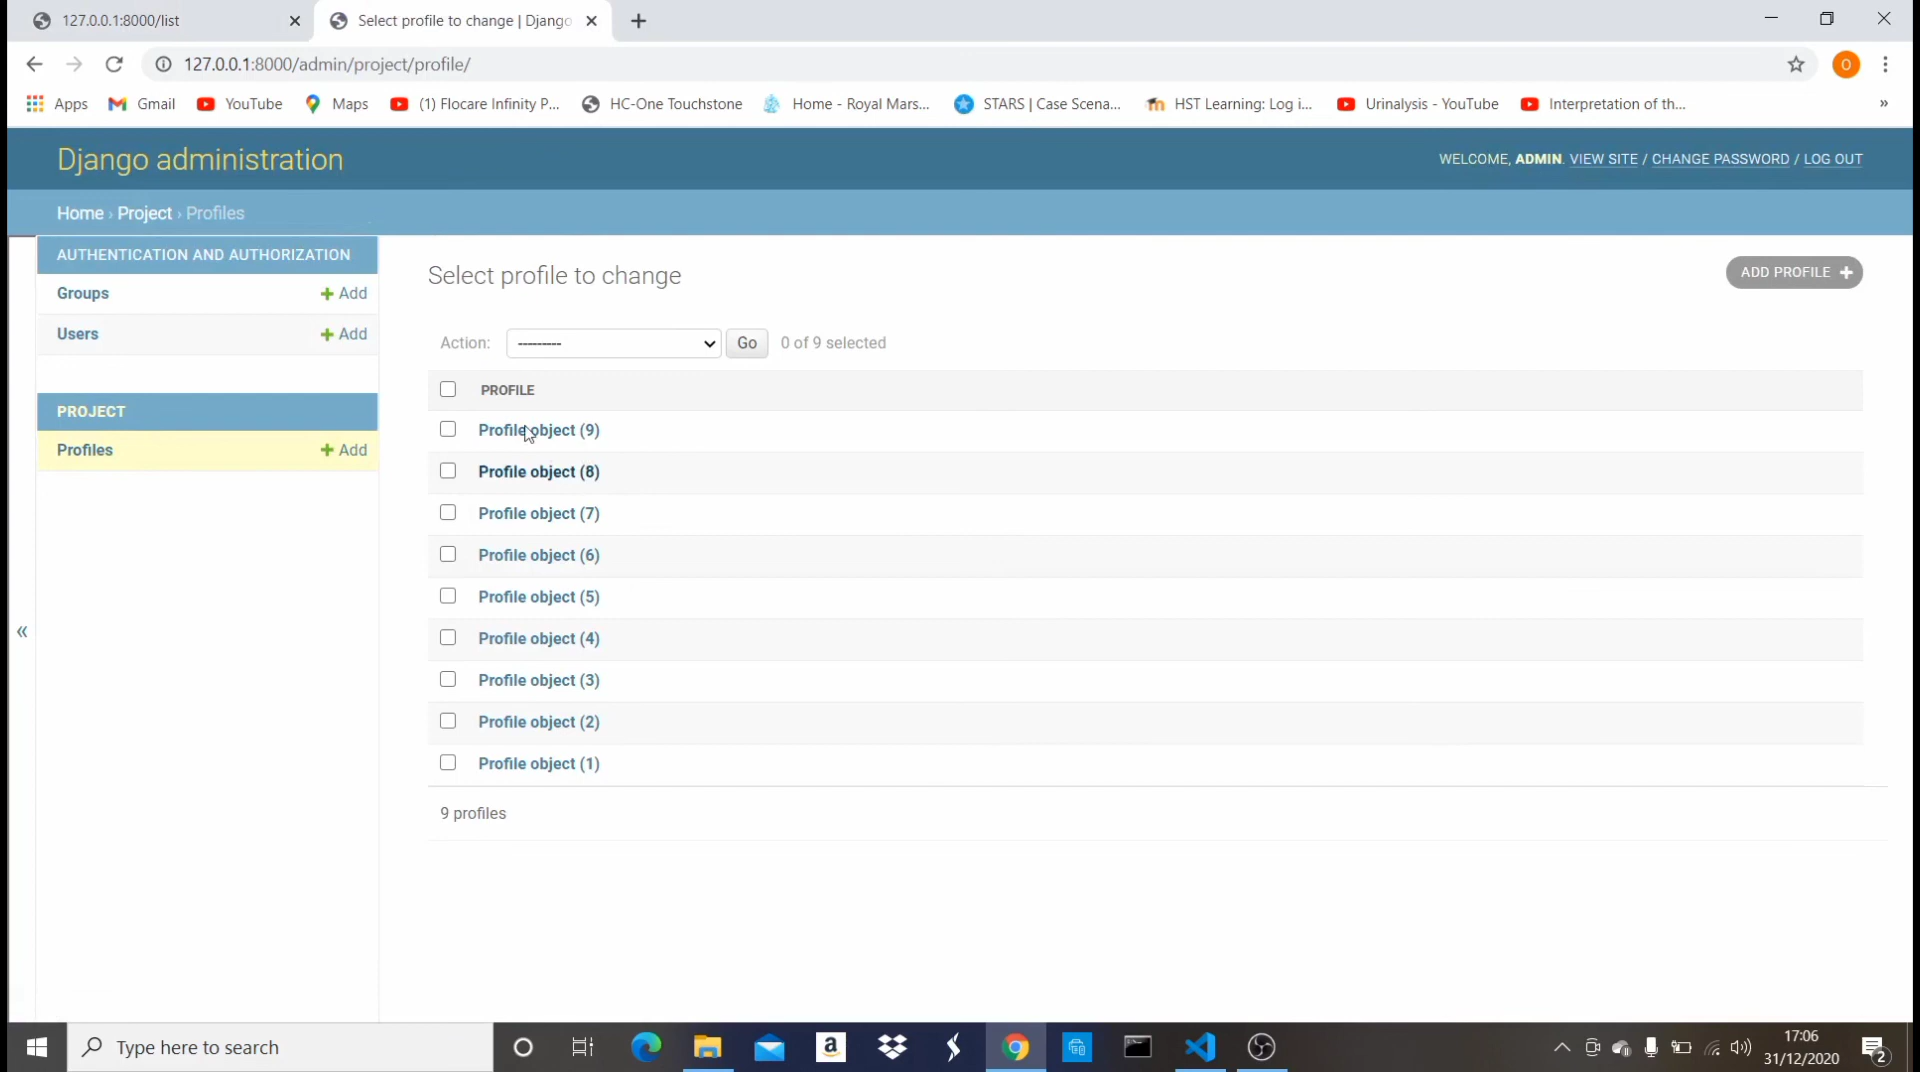 127.0.0.1:8000/list
Select profile to change | Django
127.0.0.1:8000/admin/project/profile/
O
Apps Gmail YouTube Maps (1) Flocare Infinity P... HC-One Touchstone Home - Royal Mars... STARS | Case Scena... HST Learning: Log i... Urinalysis - YouTube Interpretation of th... »
Django administration
WELCOME, ADMIN. VIEW SITE / CHANGE PASSWORD / LOG OUT
Home › Project › Profiles
AUTHENTICATION AND AUTHORIZATION
Groups + Add
Users + Add
PROJECT
Profiles + Add
«
Select profile to change
ADD PROFILE +
Action: --------- Go 0 of 9 selected
PROFILE
Profile object (9)
Profile object (8)
Profile object (7)
Profile object (6)
Profile object (5)
Profile object (4)
Profile object (3)
Profile object (2)
Profile object (1)
9 profiles
Type here to search
a
17:06
31/12/2020
2